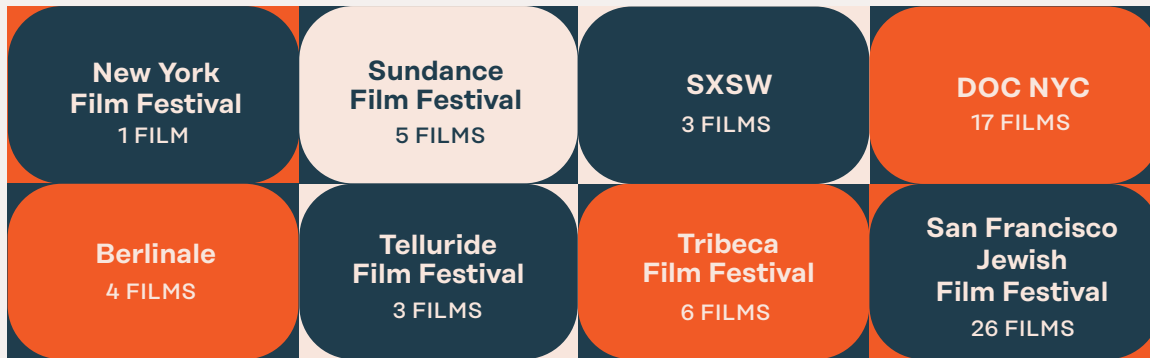 New York
Film Festival
1 FILM
Sundance
Film Festival
5 FILMS
SXSW
3 FILMS
DOC NYC
17 FILMS
Berlinale
4 FILMS
Telluride
Film Festival
3 FILMS
Tribeca
Film Festival
6 FILMS
San Francisco
Jewish
Film Festival
26 FILMS